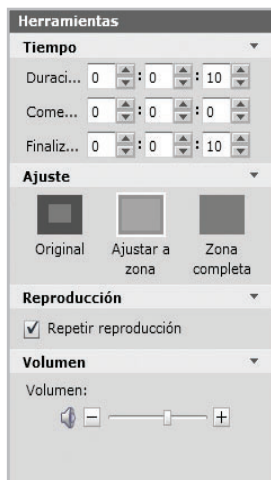 Herramientas
Tiempo
Duraci... 0 : 0 : 10
Come... 0 : 0 : 0
Finaliz... 0 : 0 : 10
Ajuste
Original Ajustar a zona Zona completa
Reproducción
Repetir reproducción
Volumen
Volumen: